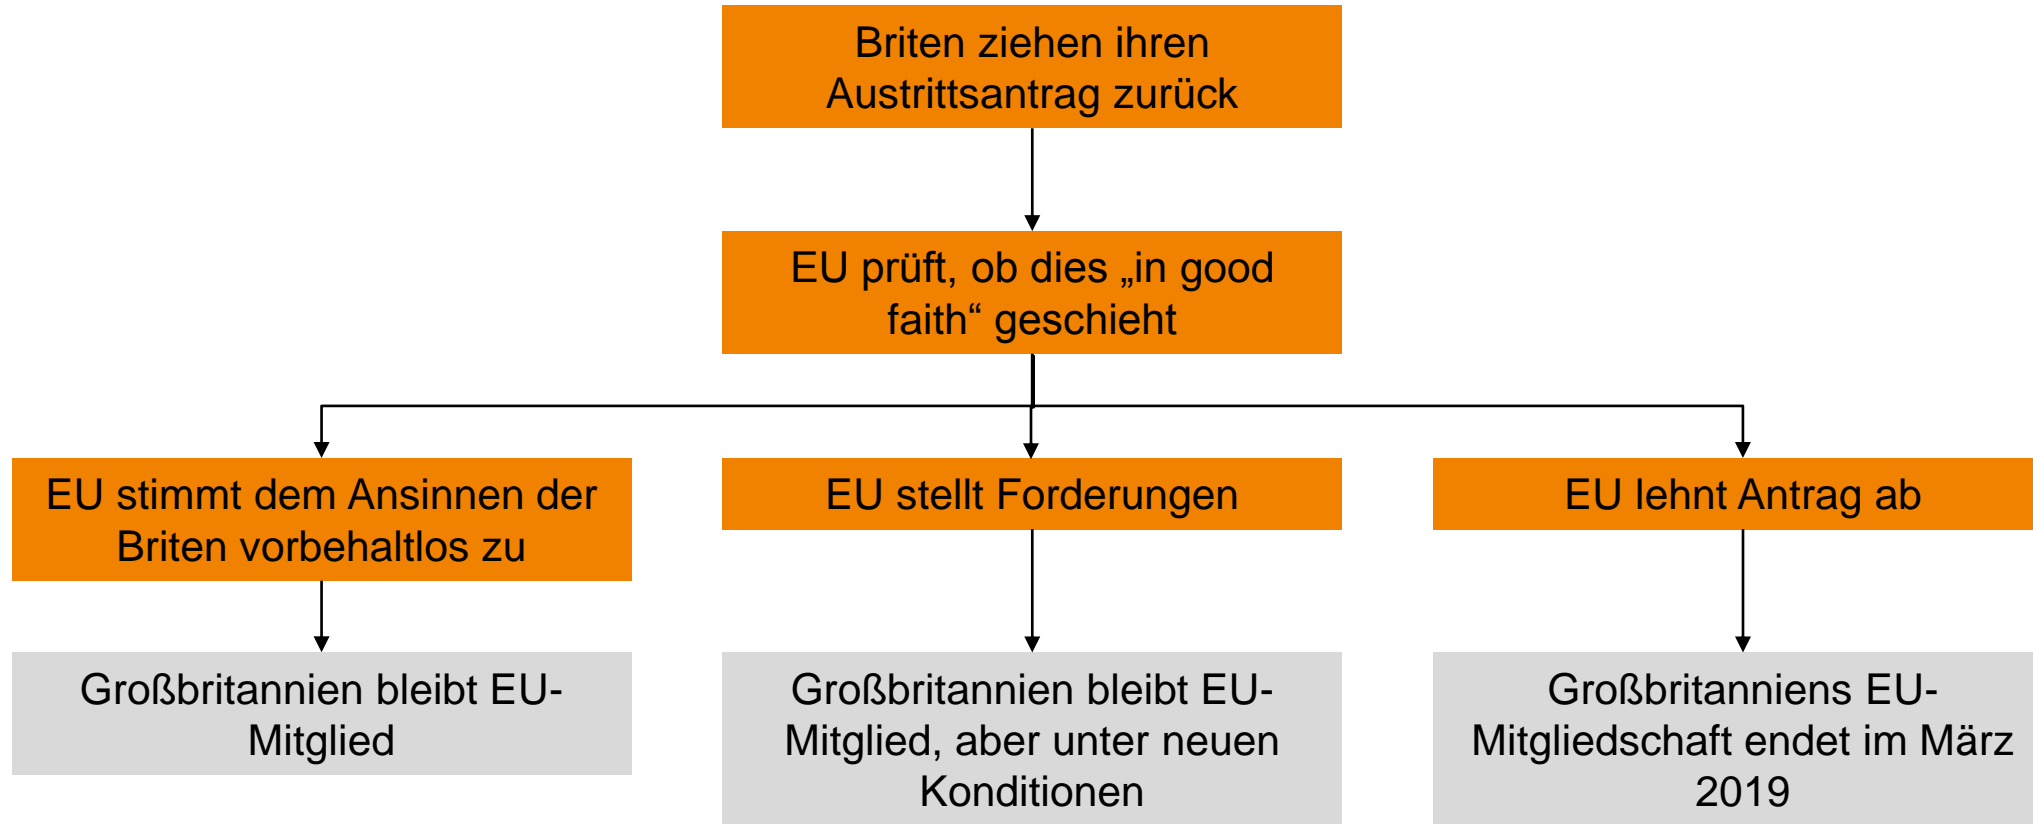 Briten ziehen ihren
Austrittsantrag zurück
EU prüft, ob dies „in good
faith“ geschieht
EU stimmt dem Ansinnen der
Briten vorbehaltlos zu
EU stellt Forderungen
EU lehnt Antrag ab
Großbritannien bleibt EU-
Mitglied
Großbritannien bleibt EU-
Mitglied, aber unter neuen
Konditionen
Großbritanniens EU-
Mitgliedschaft endet im März
2019